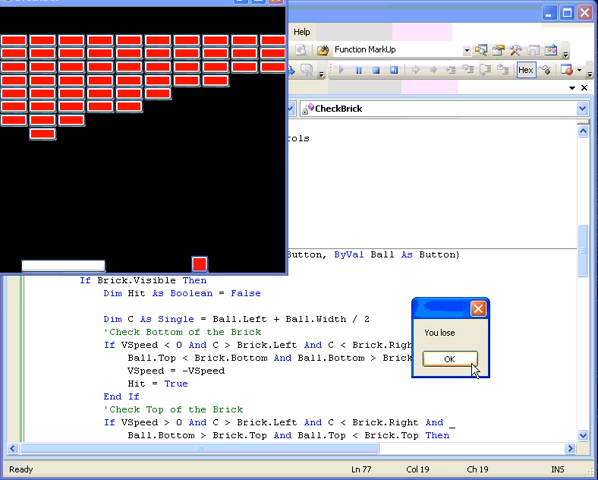 Help
Function MarkUp
Hex
CheckBrick
rols
Button, ByVal Ball As Button)
If Brick.Visible Then
Dim Hit As Boolean = False
Dim C As Single = Ball.Left + Ball.Width / 2
'Check Bottom of the Brick
If VSpeed < 0 And C > Brick.Left And C < Brick.Righ
Ball.Top < Brick.Bottom And Ball.Bottom > Brick
VSpeed = -VSpeed
Hit = True
End If
'Check Top of the Brick
If VSpeed > 0 And C > Brick.Left And C < Brick.Right And _
Ball.Bottom > Brick.Top And Ball.Top < Brick.Top Then
You lose
OK
Ready
Ln 77
Col 19
Ch 19
INS